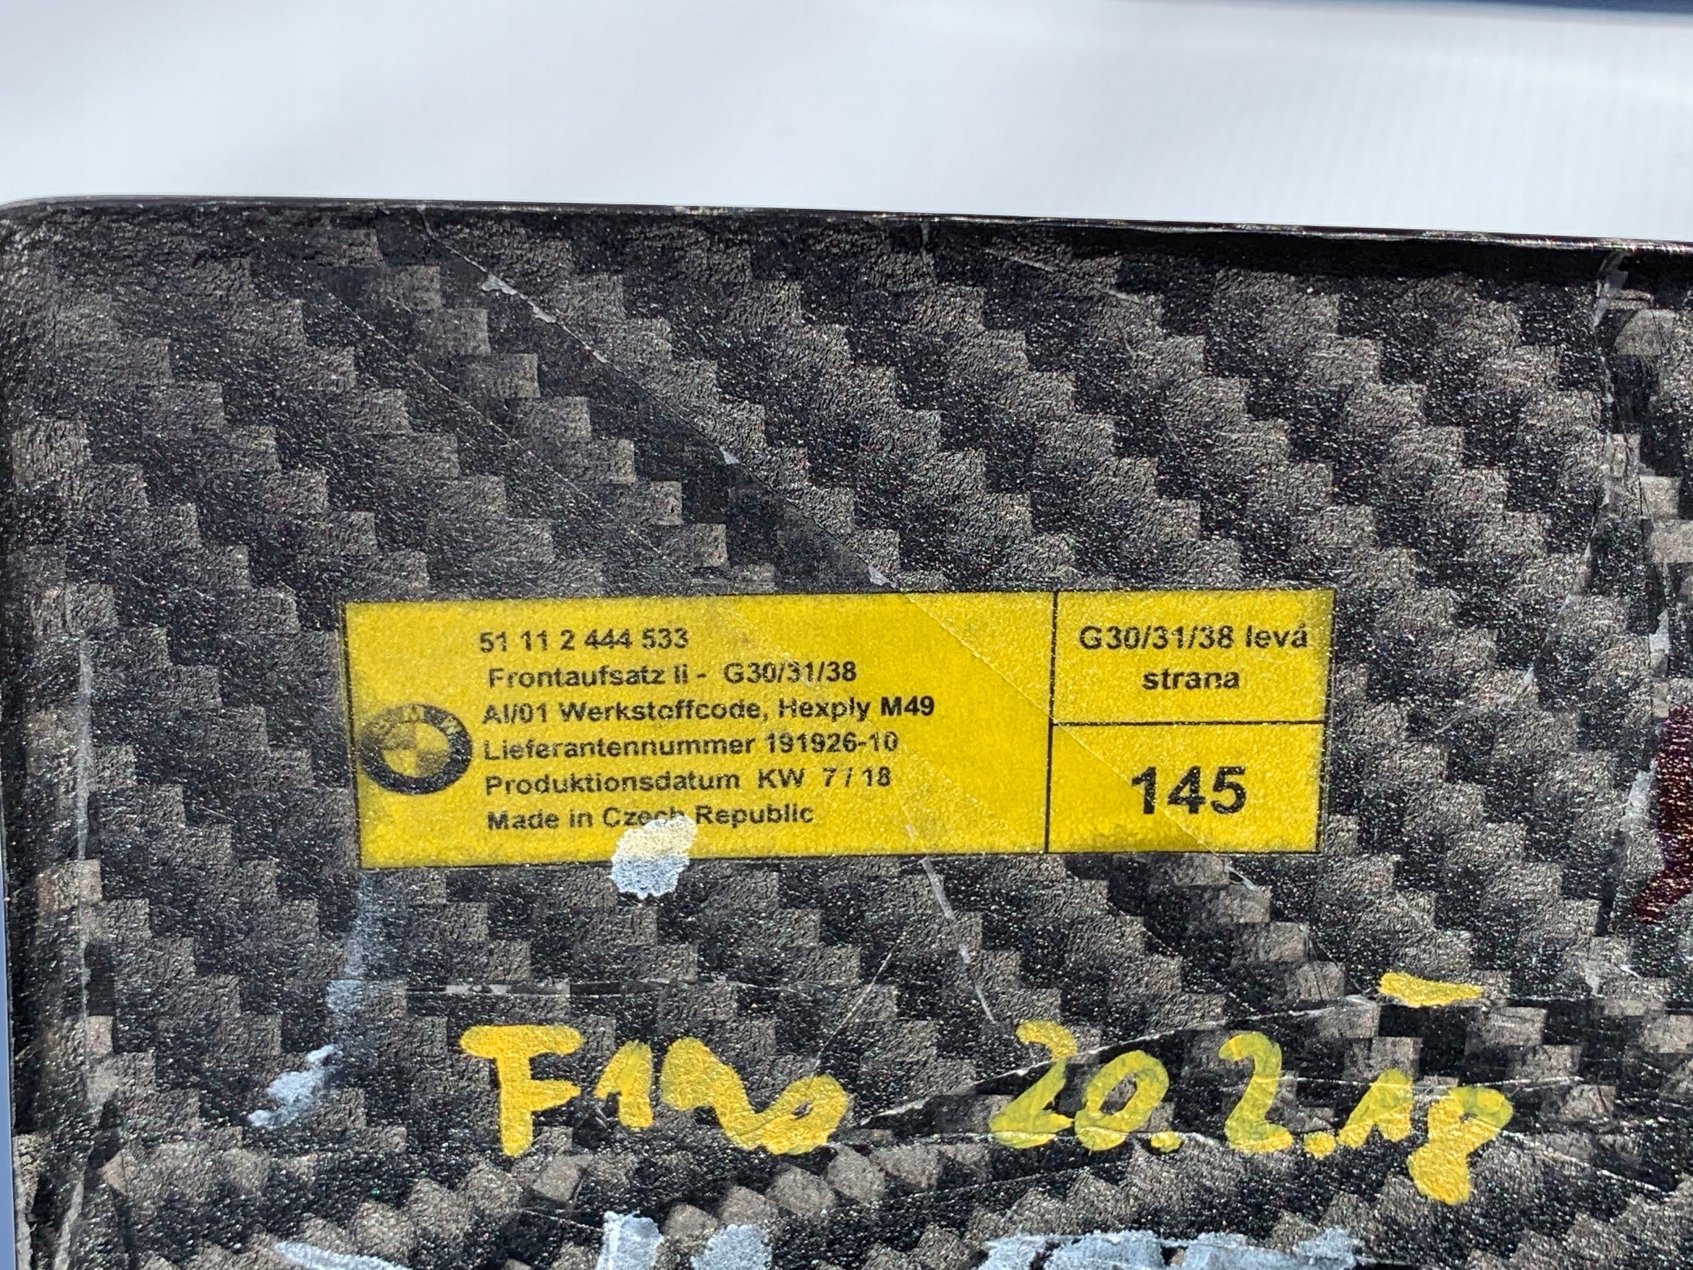 51 11 2 444 533
Frontaufsatz li - G30/31/38
AI/01 Werkstoffcode, Hexply M49
Lieferantennummer 191926-10
Produktionsdatum KW 7 / 18
Made in Czech Republic
G30/31/38 levá
strana
145
20.2.18